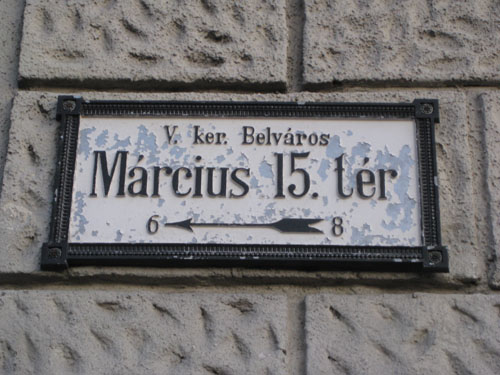 V. ker. Belváros
Március 15. tér
6 8